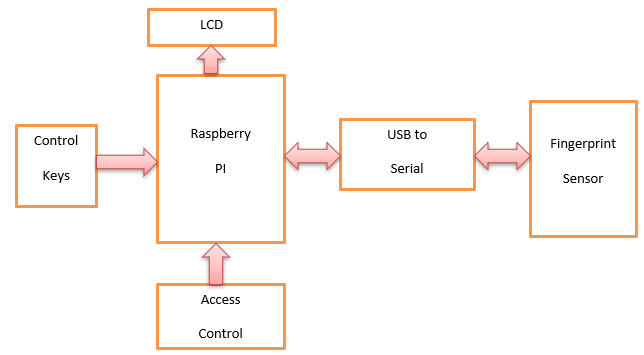 LCD
Control
Keys
Raspberry
PI
USB to
Serial
Fingerprint
Sensor
Access
Control